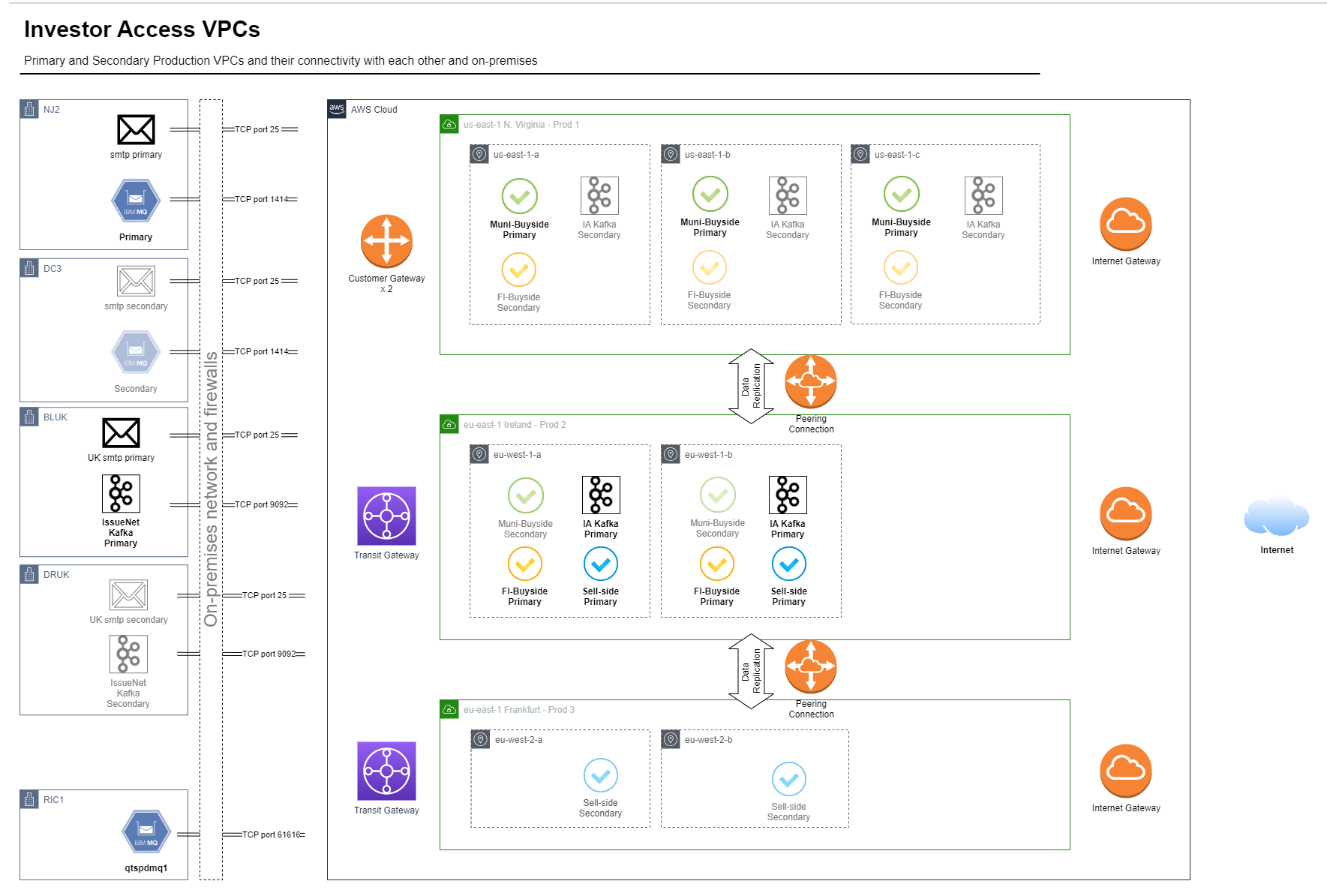 Investor Access VPCs
Primary and Secondary Production VPCs and their connectivity with each other and on-premises
NJ2
smtp primary
TCP port 25
IBM MQ
Primary
TCP port 1414
DC3
smtp secondary
TCP port 25
IBM MQ
Secondary
TCP port 1414
BLUK
UK smtp primary
TCP port 25
IssueNet
Kafka
Primary
TCP port 9092
DRUK
UK smtp secondary
TCP port 25
IssueNet
Kafka
Secondary
TCP port 9092
RIC1
IBM MQ
qtspdmq1
TCP port 61616
On-premises network and firewalls
aws
AWS Cloud
Customer Gateway
x 2
Transit Gateway
Transit Gateway
us-east-1 N. Virginia - Prod 1
us-east-1-a
Muni-Buyside
Primary
IA Kafka
Secondary
FI-Buyside
Secondary
us-east-1-b
Muni-Buyside
Primary
IA Kafka
Secondary
FI-Buyside
Secondary
us-east-1-c
Muni-Buyside
Primary
IA Kafka
Secondary
FI-Buyside
Secondary
Internet Gateway
Data
Replication
Peering
Connection
eu-east-1 Ireland - Prod 2
eu-west-1-a
Muni-Buyside
Secondary
IA Kafka
Primary
FI-Buyside
Primary
Sell-side
Primary
eu-west-1-b
Muni-Buyside
Secondary
IA Kafka
Primary
FI-Buyside
Primary
Sell-side
Primary
Internet Gateway
Internet
Data
Replication
Peering
Connection
eu-east-1 Frankfurt - Prod 3
eu-west-2-a
Sell-side
Secondary
eu-west-2-b
Sell-side
Secondary
Internet Gateway